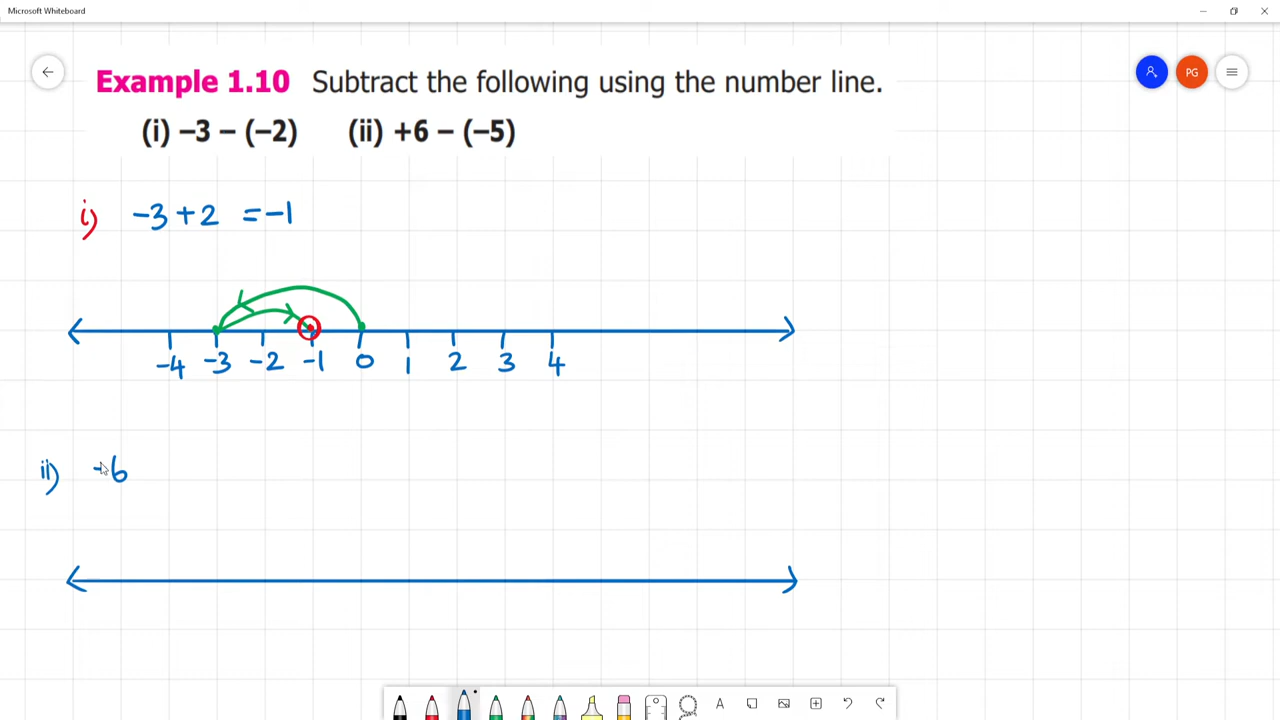 Microsoft Whiteboard
PG
Example 1.10 Subtract the following using the number line.
(i) –3 – (–2) (ii) +6 – (–5)
i) -3+2 =-1
-4 -3 -2 -1 0 1 2 3 4
ii) -6
A